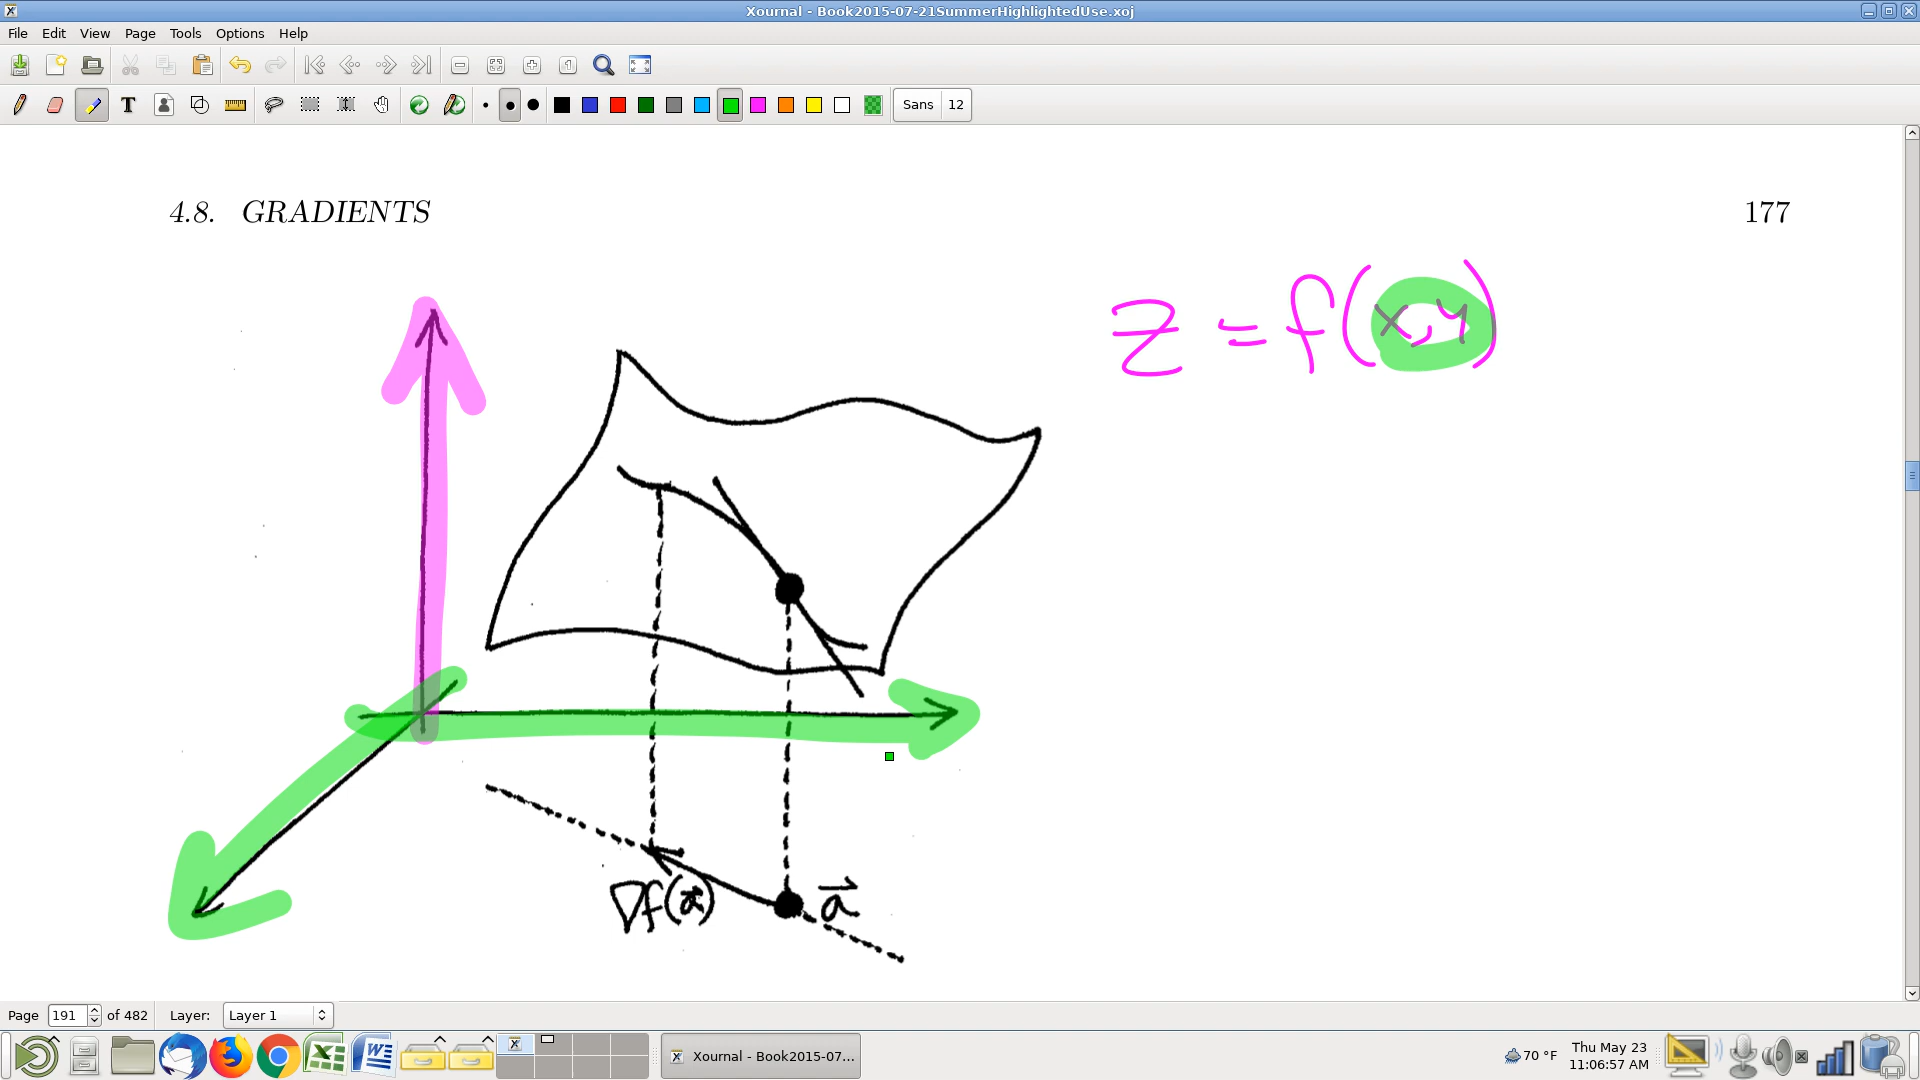 Xournal - Book2015-07-21SummerHighlightedUse.xoj
File Edit View Page Tools Options Help
T Sans 12
4.8. GRADIENTS 177
z = f(x,y)
∇f(a⃗) a⃗
Page 191 of 482 Layer: Layer 1
Xournal - Book2015-07... 70 °F Thu May 23
11:06:57 AM